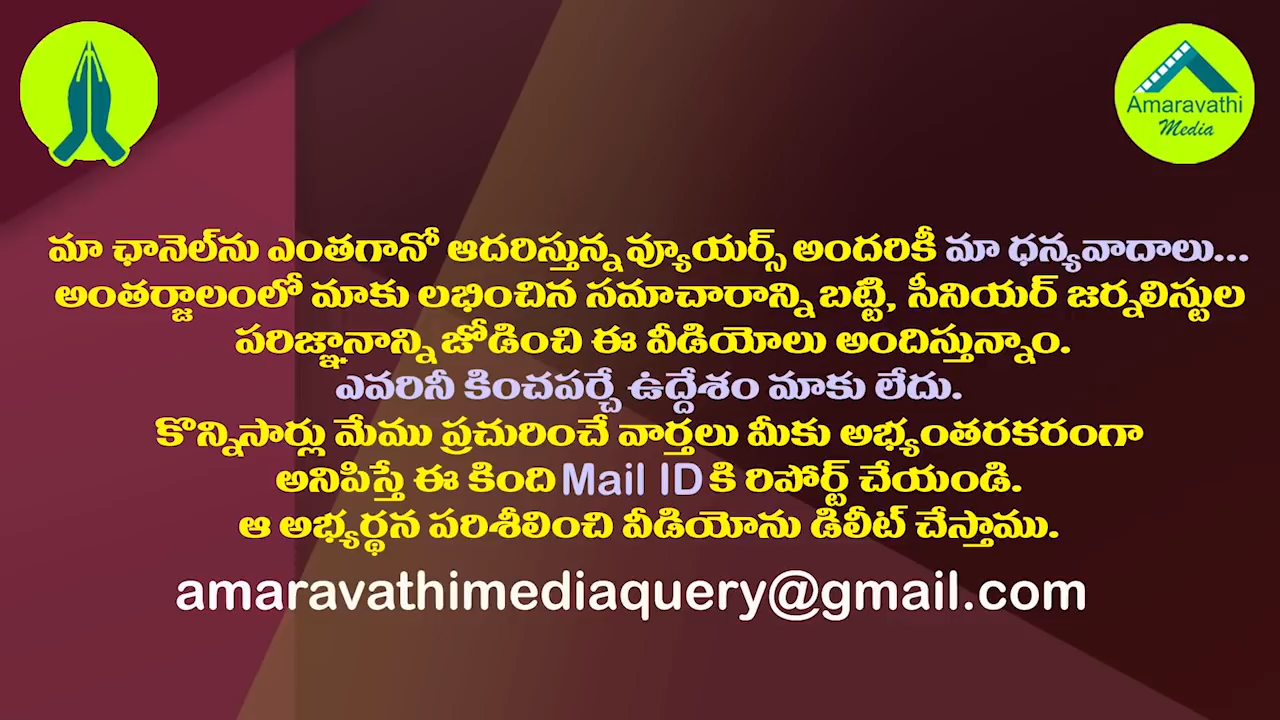 Amaravathi
Media
మా ఛానెల్‌ను ఎంతగానో ఆదరిస్తున్న వ్యూయర్స్ అందరికీ మా ధన్యవాదాలు...
అంతర్జాలంలో మాకు లభించిన సమాచారాన్ని బట్టి, సీనియర్ జర్నలిస్టుల
పరిజ్ఞానాన్ని జోడించి ఈ వీడియోలు అందిస్తున్నాం.
ఎవరినీ కించపర్చే ఉద్దేశం మాకు లేదు.
కొన్నిసార్లు మేము ప్రచురించే వార్తలు మీకు అభ్యంతరకరంగా
అనిపిస్తే ఈ కింది Mail ID కి రిపోర్ట్ చేయండి.
ఆ అభ్యర్థన పరిశీలించి వీడియోను డిలీట్ చేస్తాము.
amaravathimediaquery@gmail.com